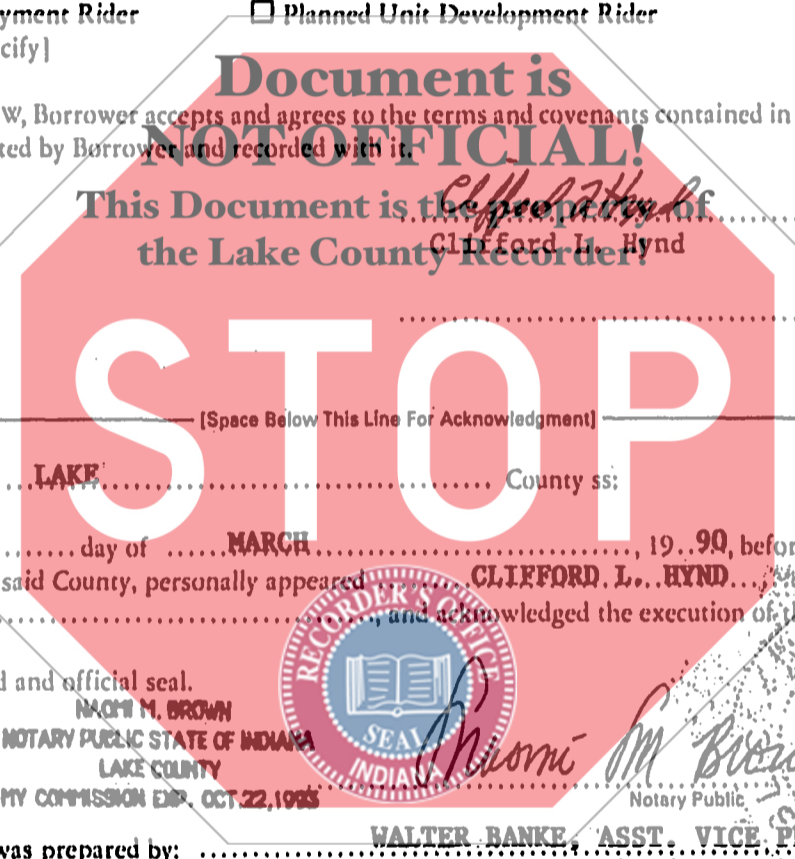 yment Rider ☐ Planned Unit Development Rider
cify]
Document is
W, Borrower accepts and agrees to the terms and covenants contained in
NOT OFFICIAL!
ted by Borrower and recorded with it.
This Document is the property of
Clifford L. Hynd
the Lake County Recorder!
STOP
[Space Below This Line For Acknowledgment]
LAKE County ss:
day of MARCH, 19 90, befor
said County, personally appeared CLIFFORD L. HYND
, and acknowledged the execution of th
RECORDER'S OFFICE
SEAL
INDIANA
d and official seal.
NAOMI M. BROWN
NOTARY PUBLIC STATE OF INDIANA
LAKE COUNTY
MY COMMISSION EXP. OCT. 22, 1993
Naomi M Brow
Notary Public
was prepared by: WALTER BANKE, ASST. VICE P